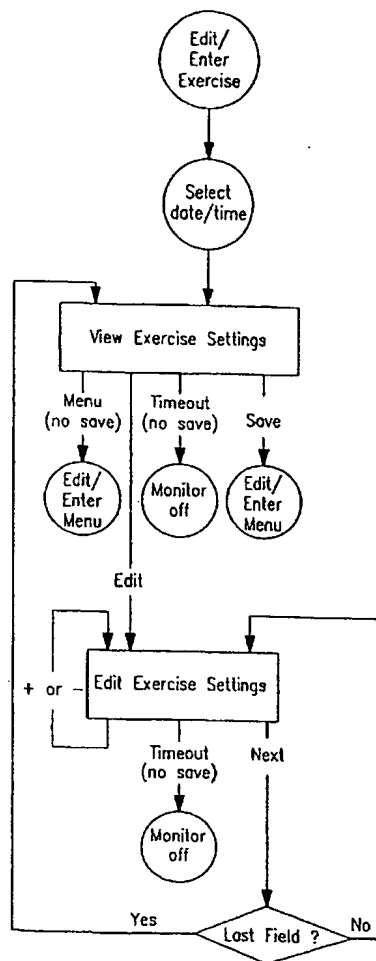 Edit/
Enter
Exercise
Select
date/time
View Exercise Settings
Menu
(no save)
Timeout
(no save)
Save
Edit/
Enter
Menu
Monitor
off
Edit/
Enter
Menu
Edit
+ or -
Edit Exercise Settings
Timeout
(no save)
Next
Monitor
off
Yes
Last Field ?
No